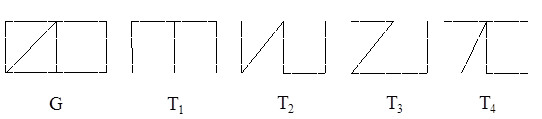 G T₁ T₂ T₃ T₄